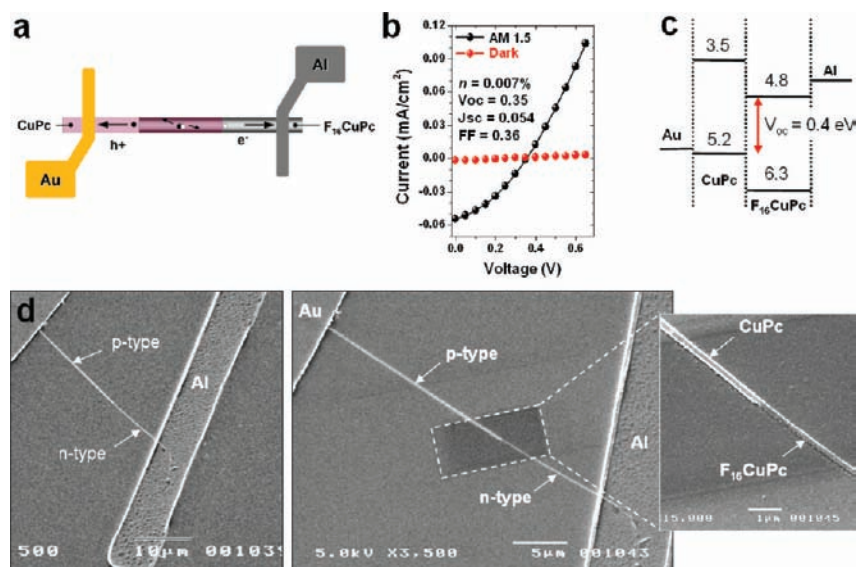 a
Al
CuPc
F₁₆CuPc
h+
e⁻
Au
b
Current (mA/cm²)
0.12
0.09
0.06
0.03
0.00
-0.03
-0.06
AM 1.5
Dark
n = 0.007%
Voc = 0.35
Jsc = 0.054
FF = 0.36
0.0 0.2 0.4 0.6
Voltage (V)
c
3.5
4.8
Al
Au
5.2
V_oc = 0.4 eV
CuPc
6.3
F₁₆CuPc
d
p-type
Al
n-type
500 10µm 001039
Au
p-type
Al
n-type
5.0kV X3,500 5µm 001043
CuPc
F₁₆CuPc
15,000 1µm 001045